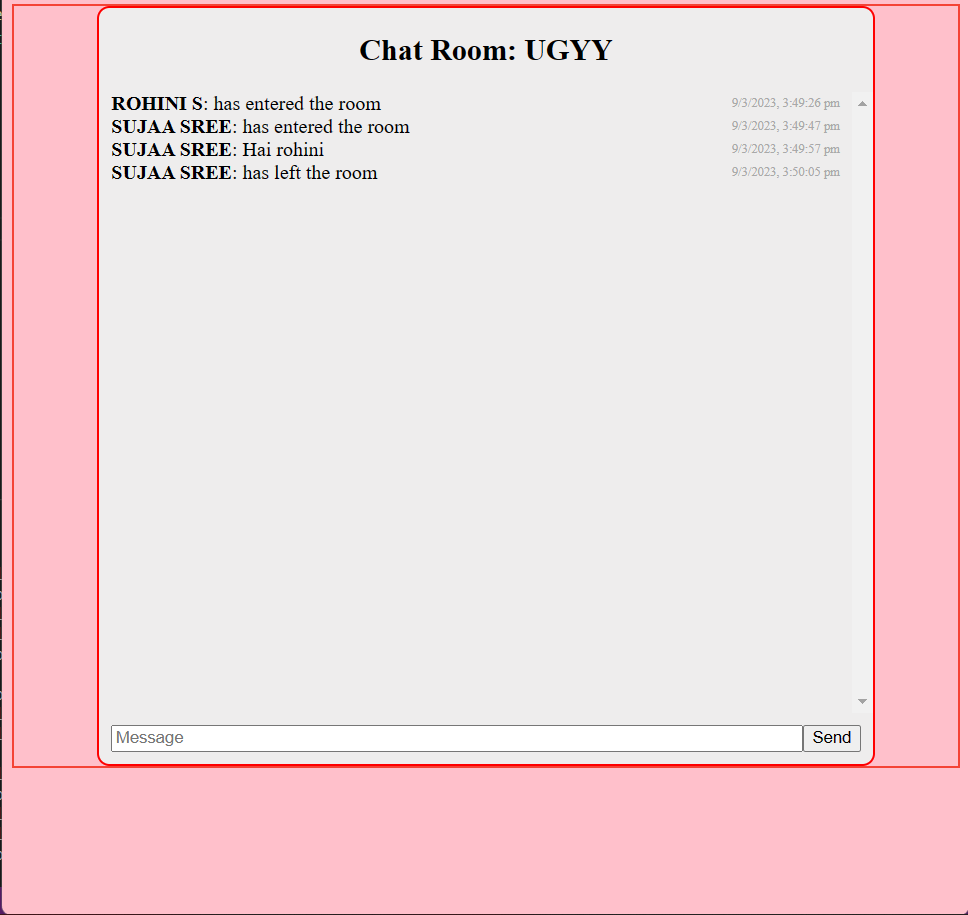 Chat Room: UGYY
ROHINI S: has entered the room 9/3/2023, 3:49:26 pm
SUJAA SREE: has entered the room 9/3/2023, 3:49:47 pm
SUJAA SREE: Hai rohini 9/3/2023, 3:49:57 pm
SUJAA SREE: has left the room 9/3/2023, 3:50:05 pm
Message Send